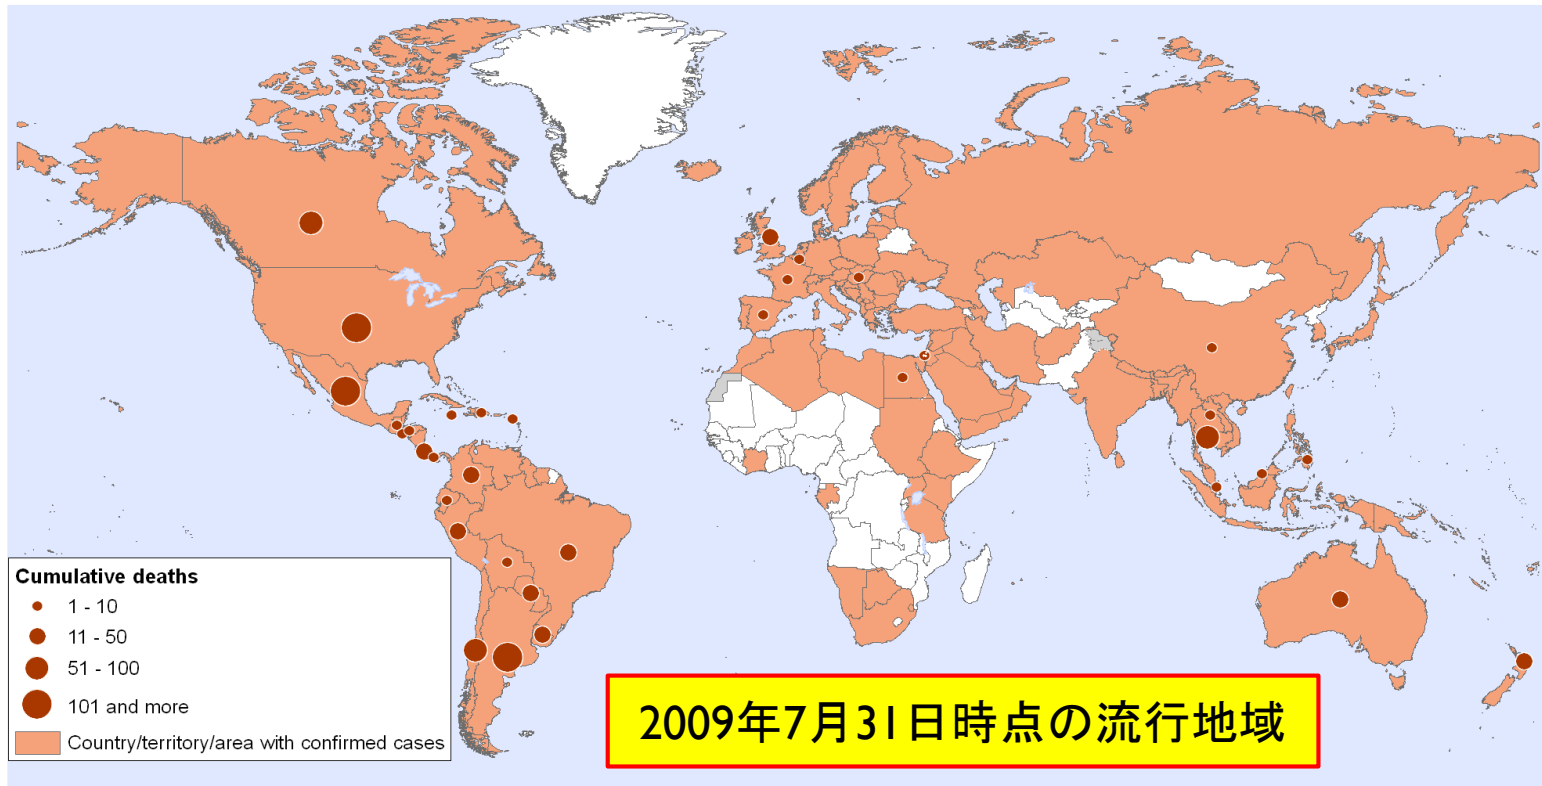 Cumulative deaths
1 - 10
11 - 50
51 - 100
101 and more
Country/territory/area with confirmed cases
2009年7月31日時点の流行地域